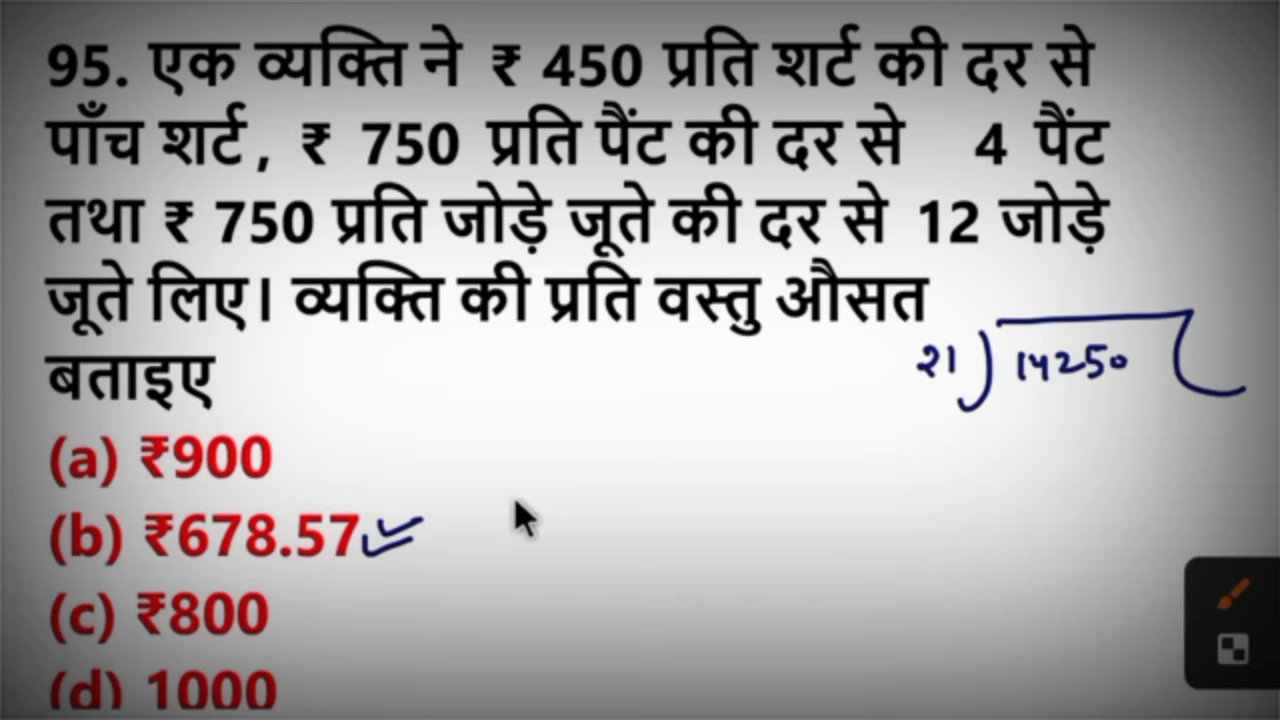 95. एक व्यक्ति ने ₹ 450 प्रति शर्ट की दर से
पाँच शर्ट, ₹ 750 प्रति पैंट की दर से 4 पैंट
तथा ₹ 750 प्रति जोड़े जूते की दर से 12 जोड़े
जूते लिए। व्यक्ति की प्रति वस्तु औसत
बताइए
21) 14250 (
(a) ₹900
(b) ₹678.57
(c) ₹800
(d) 1000